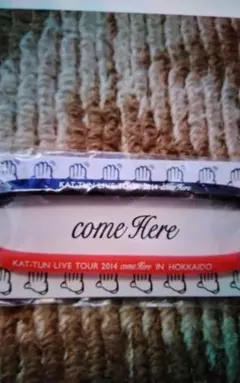 KAT-TUN LIVE TOUR 2014 come Here
come Here
KAT-TUN LIVE TOUR 2014 come Here IN HOKKAIDO